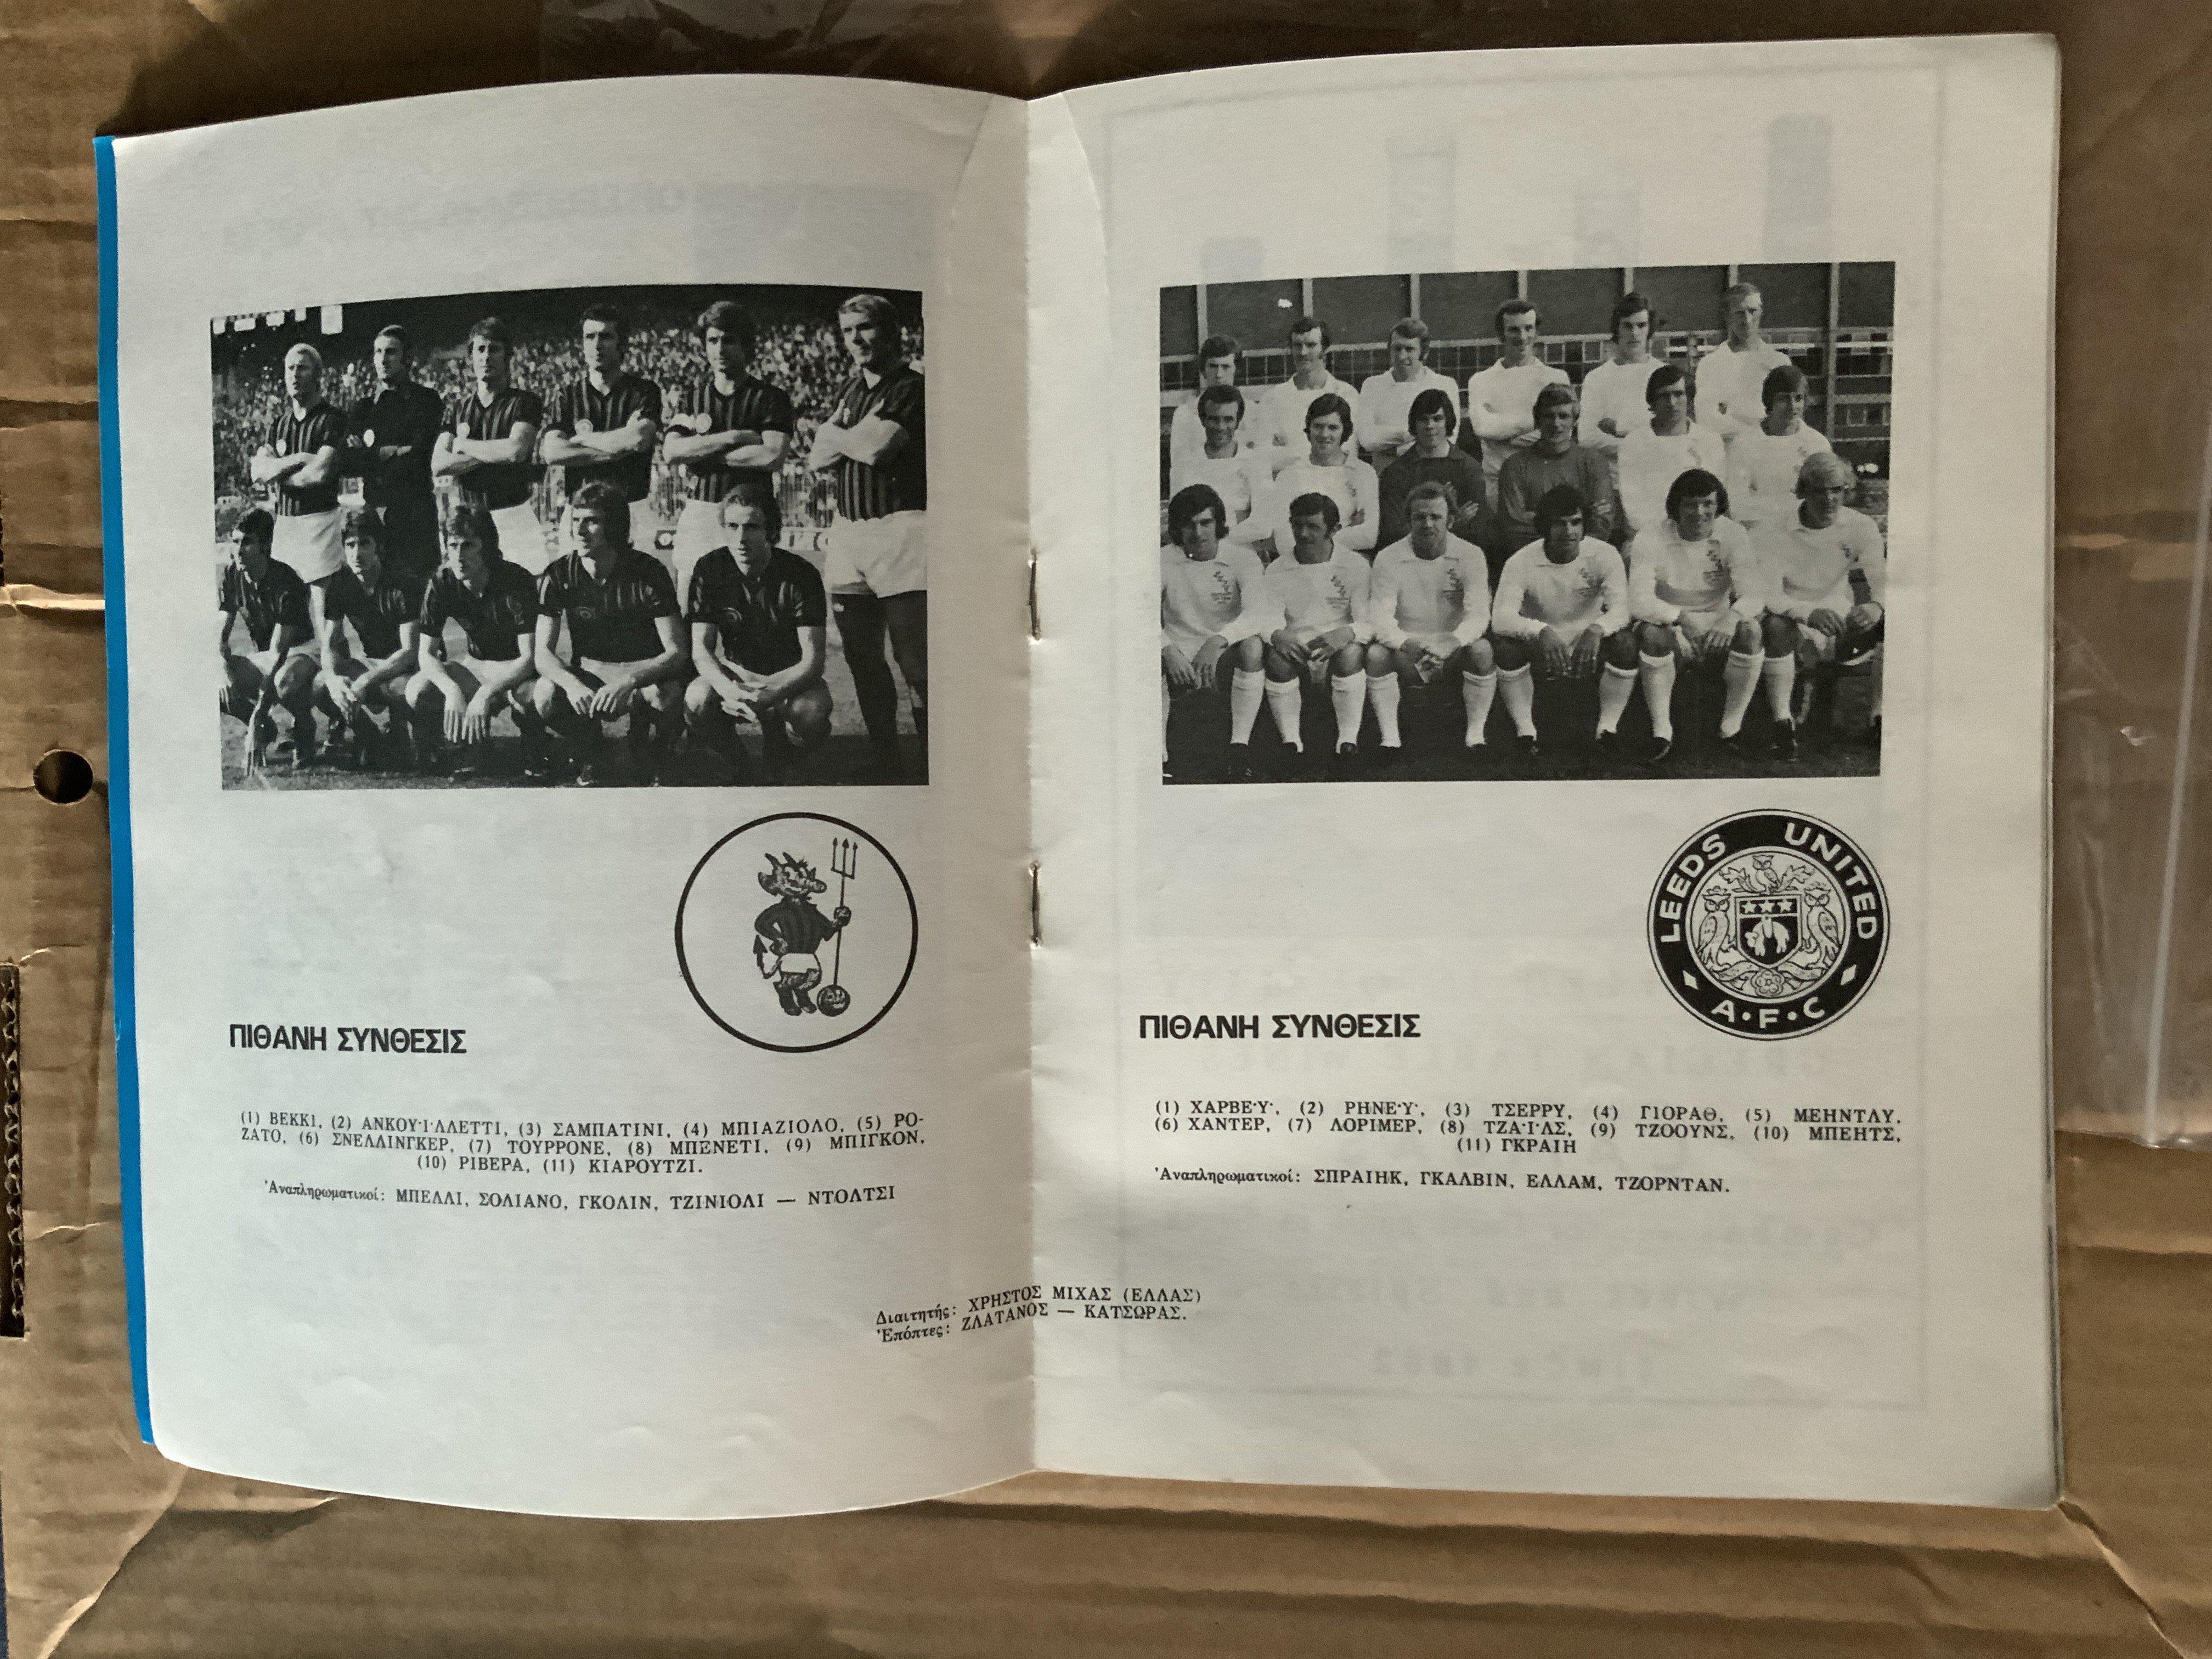 ΠΙΘΑΝΗ ΣΥΝΘΕΣΙΣ
(1) ΒΕΚΚΙ, (2) ΑΝΚΟΥ·Ι·ΛΛΕΤΤΙ, (3) ΣΑΜΠΑΤΙΝΙ, (4) ΜΠΙΑΖΙΟΛΟ, (5) ΡΟ-
ΖΑΤΟ, (6) ΣΝΕΛΛΙΝΓΚΕΡ, (7) ΤΟΥΡΡΟΝΕ, (8) ΜΠΕΝΕΤΙ, (9) ΜΠΙΓΚΟΝ,
(10) ΡΙΒΕΡΑ, (11) ΚΙΑΡΟΥΤΖΙ.
Ἀναπληρωματικοί: ΜΠΕΛΛΙ, ΣΟΛΙΑΝΟ, ΓΚΟΛΙΝ, ΤΖΙΝΙΟΛΙ — ΝΤΟΛΤΣΙ
LEEDS UNITED
A·F·C
ΠΙΘΑΝΗ ΣΥΝΘΕΣΙΣ
(1) ΧΑΡΒΕ·Υ·, (2) ΡΗΝΕ·Υ·, (3) ΤΣΕΡΡΥ, (4) ΓΙΟΡΑΘ, (5) ΜΕΗΝΤΛΥ,
(6) ΧΑΝΤΕΡ, (7) ΛΟΡΙΜΕΡ, (8) ΤΖΑ·Ι·ΛΣ, (9) ΤΖΟΟΥΝΣ, (10) ΜΠΕΗΤΣ,
(11) ΓΚΡΑΙΗ
Ἀναπληρωματικοί: ΣΠΡΑΙΗΚ, ΓΚΑΛΒΙΝ, ΕΛΛΑΜ, ΤΖΟΡΝΤΑΝ.
Διαιτητής: ΧΡΗΣΤΟΣ ΜΙΧΑΣ (ΕΛΛΑΣ)
Ἐπόπτες: ΖΛΑΤΑΝΟΣ — ΚΑΤΣΩΡΑΣ.